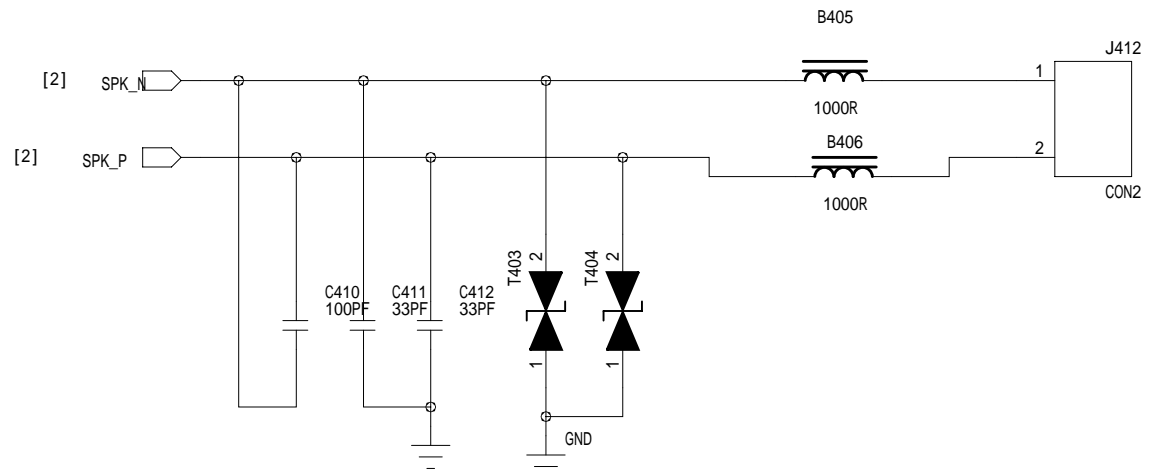 B405
J412
[2] SPK_N
1
1000R
[2] SPK_P
B406
2
1000R
CON2
T403
2
T404
2
C410
100PF
C411
33PF
C412
33PF
1
1
GND